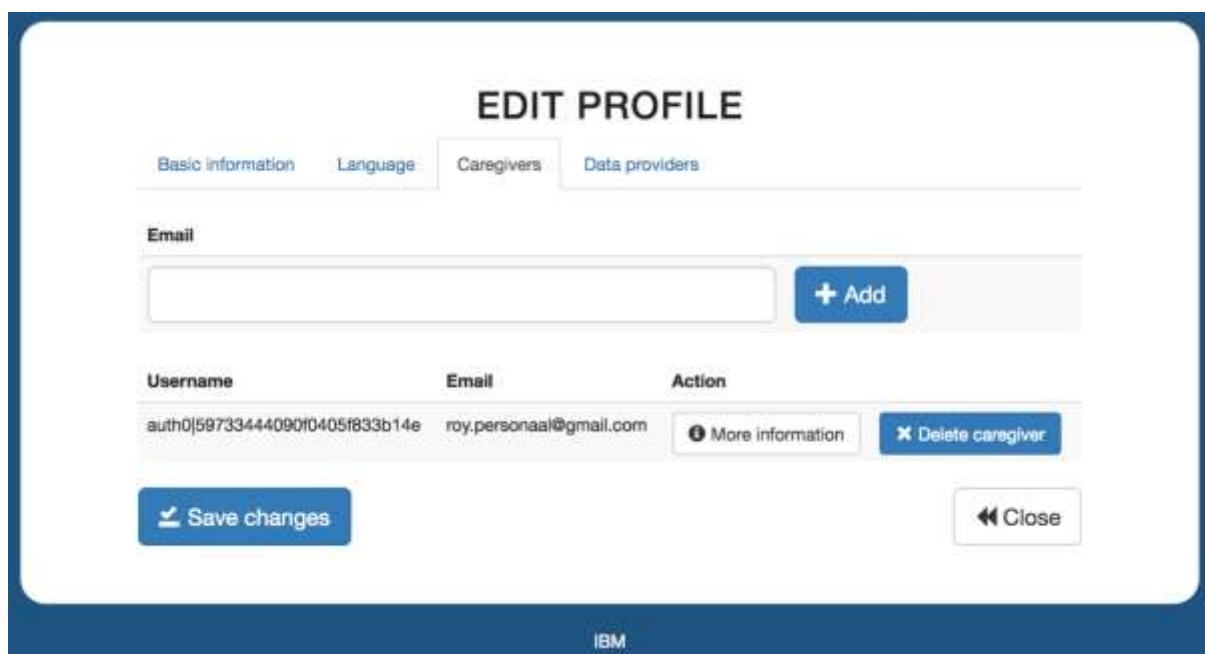 EDIT PROFILE
Basic information Language Caregivers Data providers
Email
Add
Username Email Action
auth0|59733444090f0405f833b14e roy.personaal@gmail.com More information Delete caregiver
Save changes Close
IBM